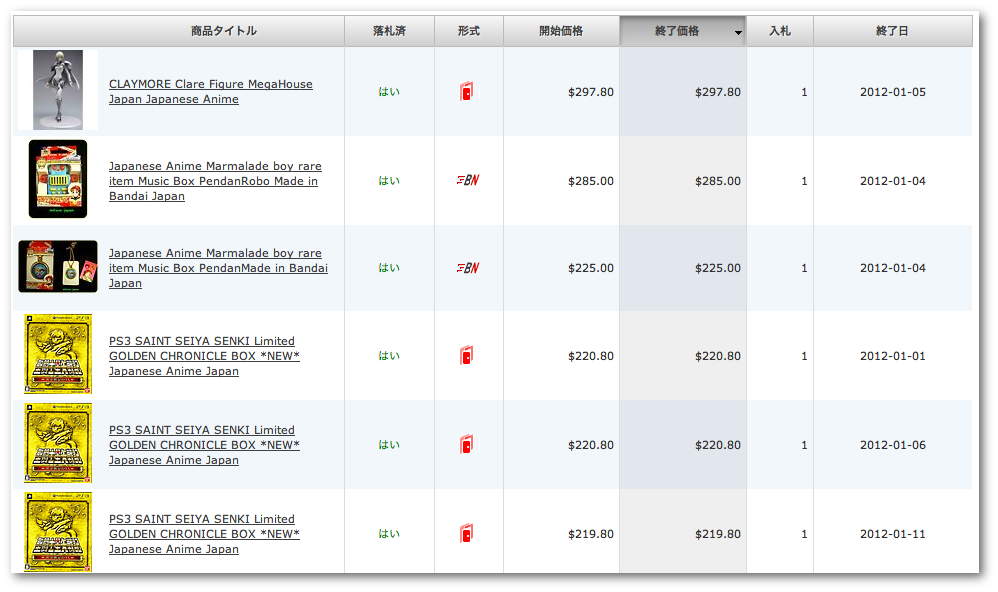 商品タイトル 落札済 形式 開始価格 終了価格 入札 終了日
CLAYMORE Clare Figure MegaHouse
Japan Japanese Anime
はい $297.80 $297.80 1 2012-01-05
Japanese Anime Marmalade boy rare
item Music Box PendanRobo Made in
Bandai Japan
はい BN $285.00 $285.00 1 2012-01-04
Japanese Anime Marmalade boy rare
item Music Box PendanMade in Bandai
Japan
はい BN $225.00 $225.00 1 2012-01-04
PS3 SAINT SEIYA SENKI Limited
GOLDEN CHRONICLE BOX *NEW*
Japanese Anime Japan
はい $220.80 $220.80 1 2012-01-01
PS3 SAINT SEIYA SENKI Limited
GOLDEN CHRONICLE BOX *NEW*
Japanese Anime Japan
はい $220.80 $220.80 1 2012-01-06
PS3 SAINT SEIYA SENKI Limited
GOLDEN CHRONICLE BOX *NEW*
Japanese Anime Japan
はい $219.80 $219.80 1 2012-01-11